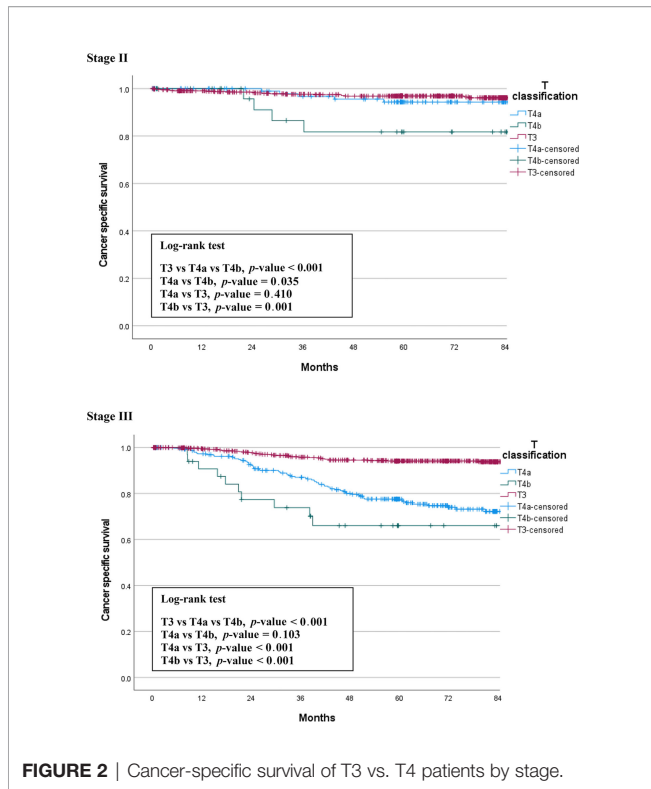 Stage II
T
classification
T4a
T4b
T3
T4a-censored
T4b-censored
T3-censored
Cancer specific survival
1.0
0.8
0.6
0.4
0.2
0.0
Log-rank test
T3 vs T4a vs T4b, p-value < 0.001
T4a vs T4b, p-value = 0.035
T4a vs T3, p-value = 0.410
T4b vs T3, p-value = 0.001
0 12 24 36 48 60 72 84
Months
Stage III
T
classification
T4a
T4b
T3
T4a-censored
T4b-censored
T3-censored
Cancer specific survival
1.0
0.8
0.6
0.4
0.2
0.0
Log-rank test
T3 vs T4a vs T4b, p-value < 0.001
T4a vs T4b, p-value = 0.103
T4a vs T3, p-value < 0.001
T4b vs T3, p-value < 0.001
0 12 24 36 48 60 72 84
Months
FIGURE 2 | Cancer-specific survival of T3 vs. T4 patients by stage.